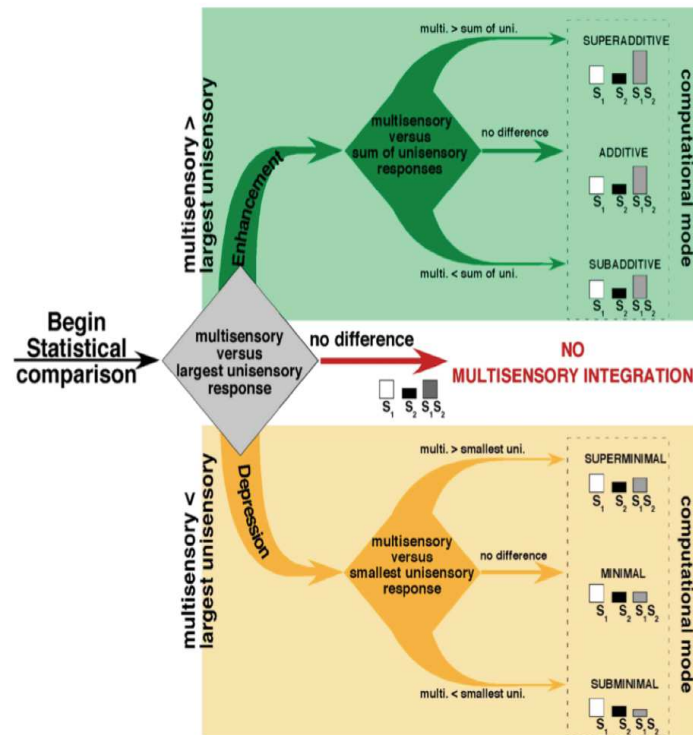 multisensory >
largest unisensory
Enhancement
multi. > sum of uni.
multisensory
versus
sum of unisensory
responses
no difference
multi. < sum of uni.
SUPERADDITIVE
S1 S2 S1S2
ADDITIVE
S1 S2 S1S2
SUBADDITIVE
S1 S2 S1S2
computational mode
Begin
Statistical
comparison
multisensory
versus
largest unisensory
response
no difference
S1 S2 S1S2
NO
MULTISENSORY INTEGRATION
multisensory <
largest unisensory
Depression
multi. > smallest uni.
multisensory
versus
smallest unisensory
response
no difference
multi. < smallest uni.
SUPERMINIMAL
S1 S2 S1S2
MINIMAL
S1 S2 S1S2
SUBMINIMAL
S1 S2 S1S2
computational mode